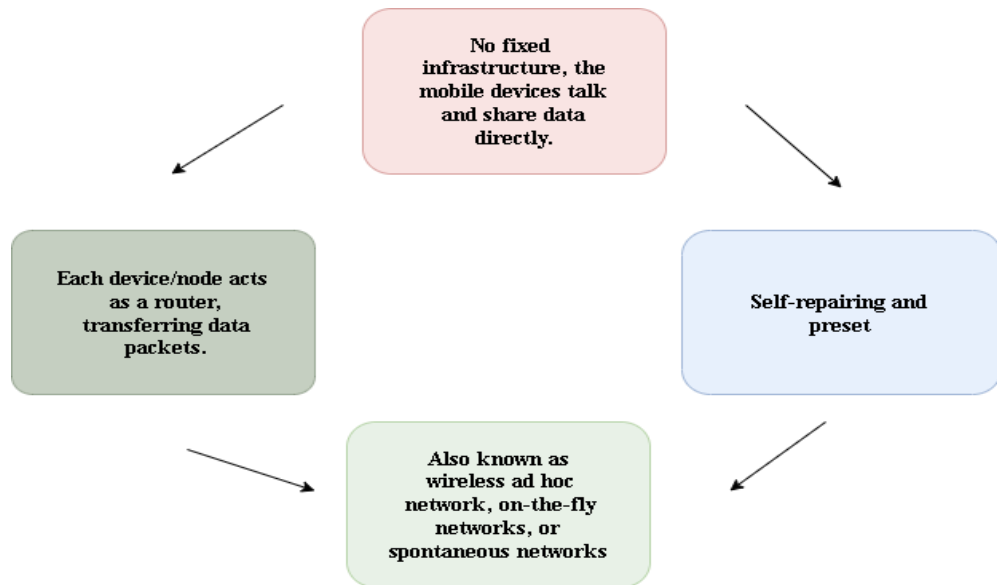 No fixed
infrastructure, the
mobile devices talk
and share data
directly.
Each device/node acts
as a router,
transferring data
packets.
Self-repairing and
preset
Also known as
wireless ad hoc
network, on-the-fly
networks, or
spontaneous networks